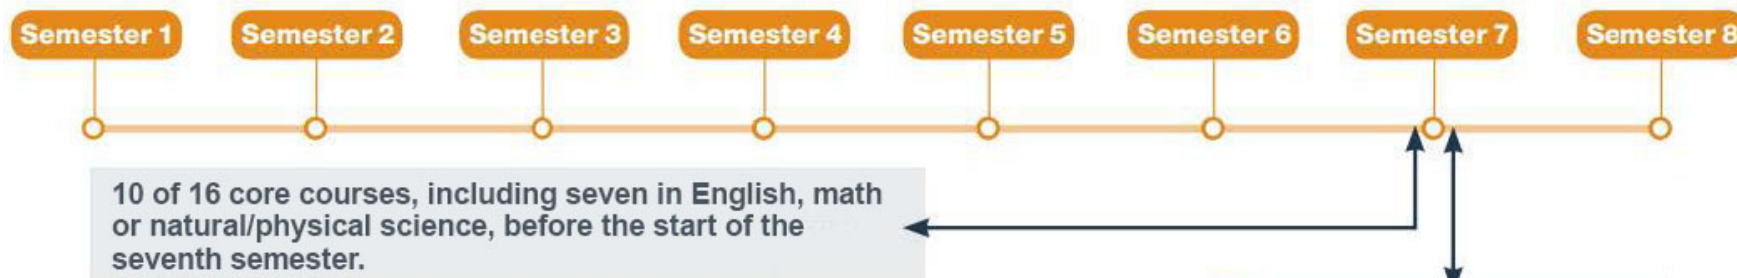 Semester 1 Semester 2 Semester 3 Semester 4 Semester 5 Semester 6 Semester 7 Semester 8
10 of 16 core courses, including seven in English, math
or natural/physical science, before the start of the
seventh semester.